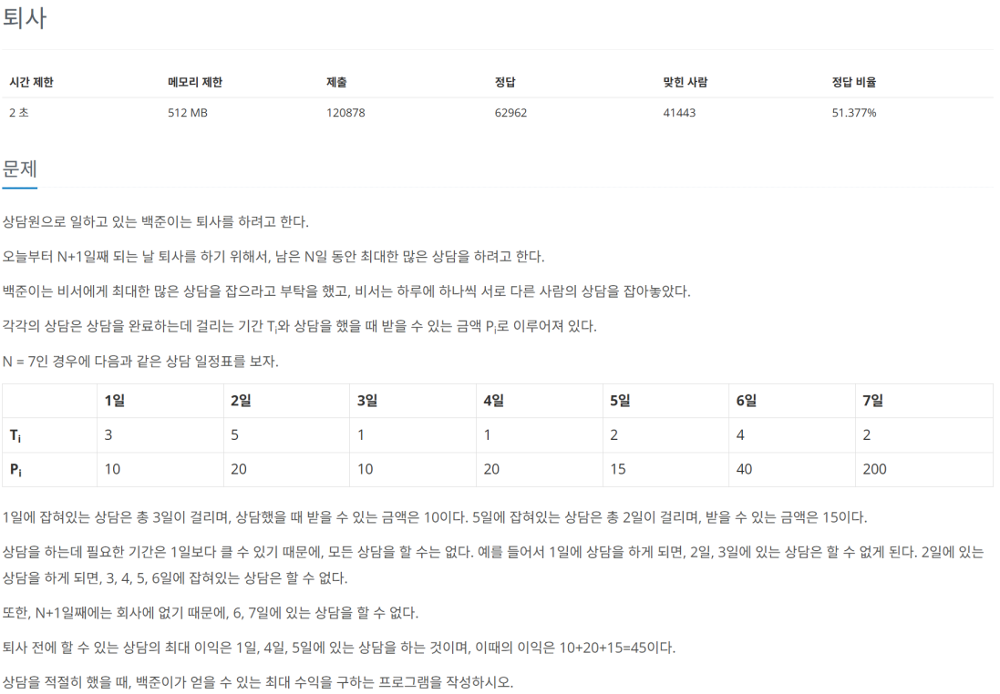 퇴사
시간 제한 메모리 제한 제출 정답 맞힌 사람 정답 비율
2 초 512 MB 120878 62962 41443 51.377%
문제
상담원으로 일하고 있는 백준이는 퇴사를 하려고 한다.
오늘부터 N+1일째 되는 날 퇴사를 하기 위해서, 남은 N일 동안 최대한 많은 상담을 하려고 한다.
백준이는 비서에게 최대한 많은 상담을 잡으라고 부탁을 했고, 비서는 하루에 하나씩 서로 다른 사람의 상담을 잡아놓았다.
각각의 상담은 상담을 완료하는데 걸리는 기간 Ti와 상담을 했을 때 받을 수 있는 금액 Pi로 이루어져 있다.
N = 7인 경우에 다음과 같은 상담 일정표를 보자.
1일 2일 3일 4일 5일 6일 7일
Ti 3 5 1 1 2 4 2
Pi 10 20 10 20 15 40 200
1일에 잡혀있는 상담은 총 3일이 걸리며, 상담했을 때 받을 수 있는 금액은 10이다. 5일에 잡혀있는 상담은 총 2일이 걸리며, 받을 수 있는 금액은 15이다.
상담을 하는데 필요한 기간은 1일보다 클 수 있기 때문에, 모든 상담을 할 수는 없다. 예를 들어서 1일에 상담을 하게 되면, 2일, 3일에 있는 상담은 할 수 없게 된다. 2일에 있는
상담을 하게 되면, 3, 4, 5, 6일에 잡혀있는 상담은 할 수 없다.
또한, N+1일째에는 회사에 없기 때문에, 6, 7일에 있는 상담을 할 수 없다.
퇴사 전에 할 수 있는 상담의 최대 이익은 1일, 4일, 5일에 있는 상담을 하는 것이며, 이때의 이익은 10+20+15=45이다.
상담을 적절히 했을 때, 백준이가 얻을 수 있는 최대 수익을 구하는 프로그램을 작성하시오.